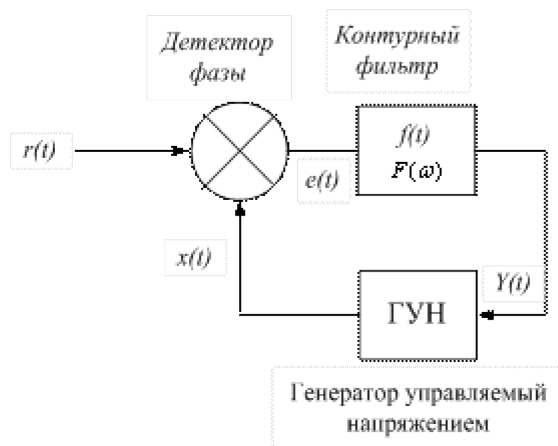 Детектор
фазы
Контурный
фильтр
r(t)
f(t)
F(ω)
e(t)
x(t)
Y(t)
ГУН
Генератор управляемый
напряжением